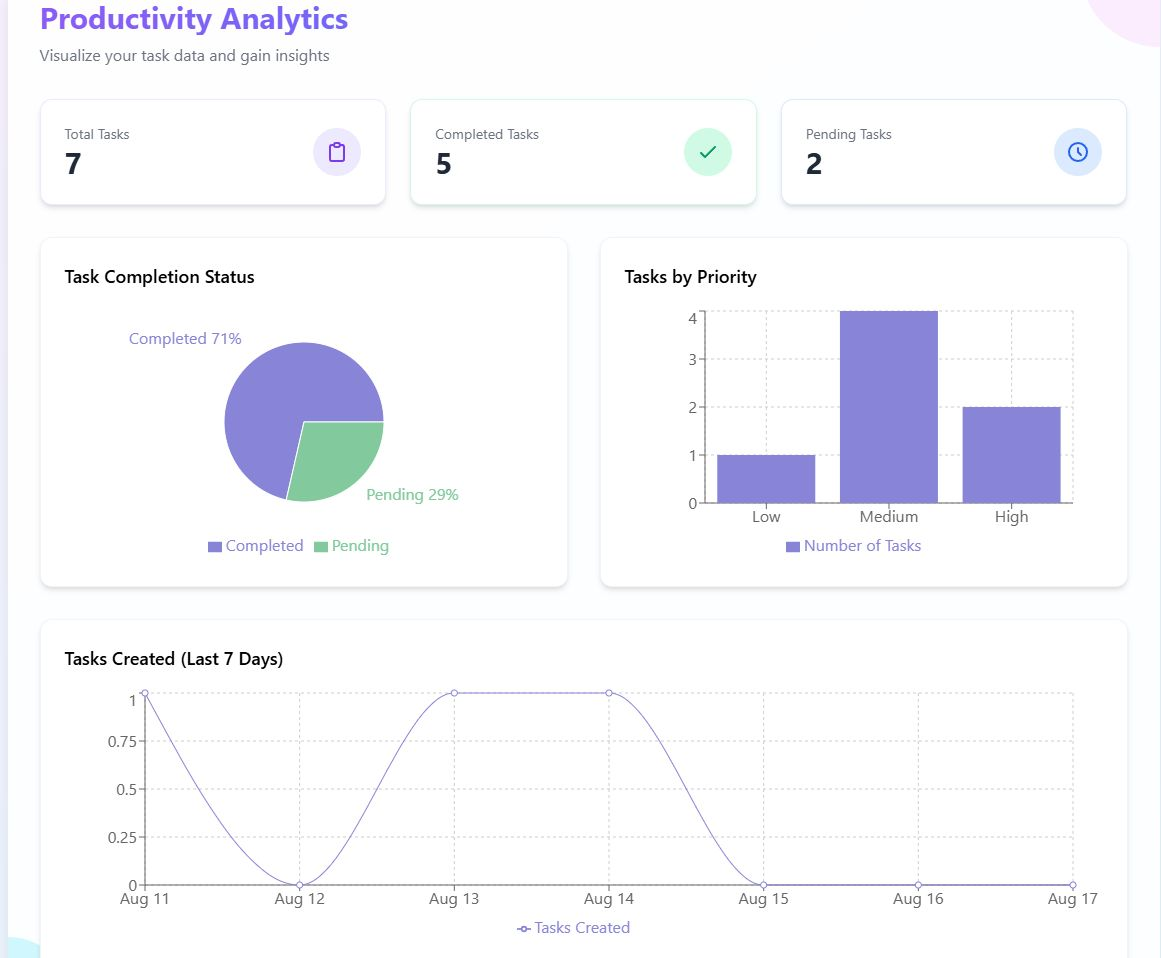 Productivity Analytics
Visualize your task data and gain insights
Total Tasks
7
Completed Tasks
5
Pending Tasks
2
Task Completion Status
Completed 71%
Pending 29%
Completed Pending
Tasks by Priority
4
3
2
1
0
Low Medium High
Number of Tasks
Tasks Created (Last 7 Days)
1
0.75
0.5
0.25
0
Aug 11 Aug 12 Aug 13 Aug 14 Aug 15 Aug 16 Aug 17
Tasks Created